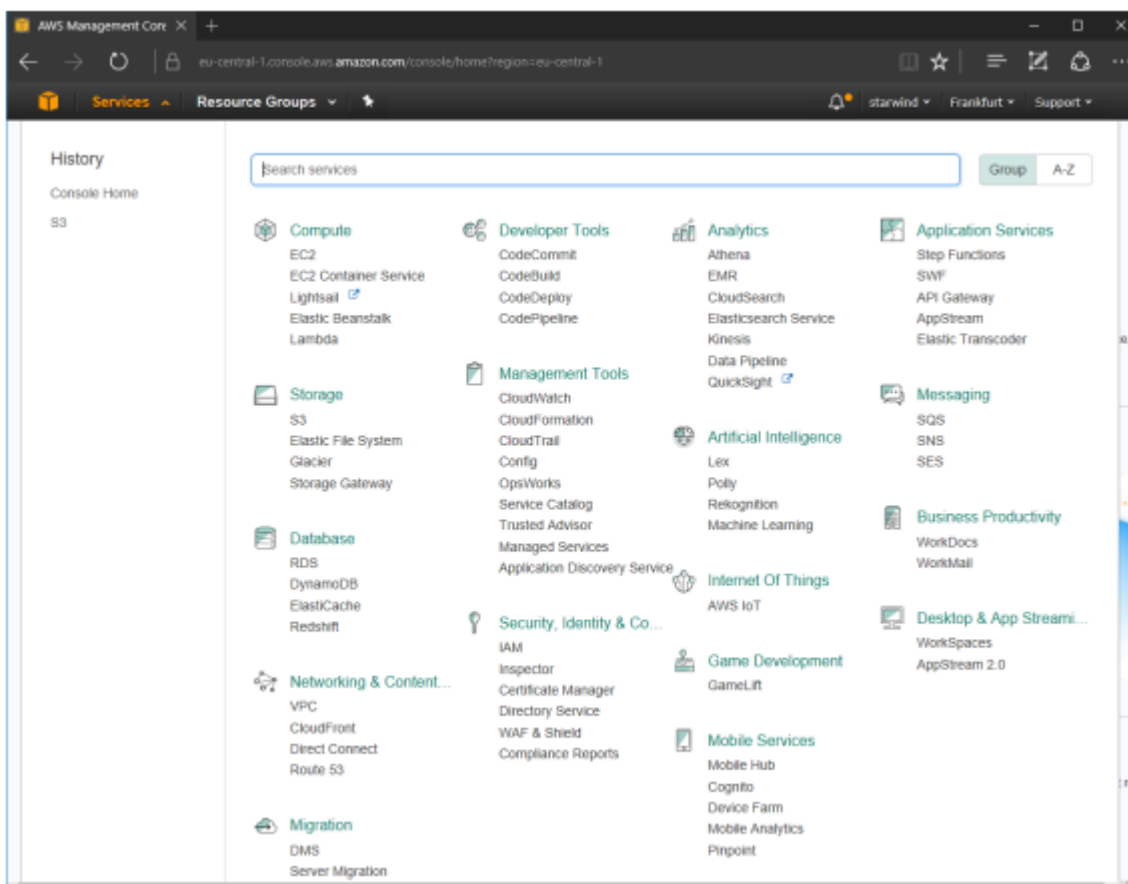 AWS Management Con
eu-central-1.console.aws.amazon.com/console/home?region=eu-central-1
Services
Resource Groups
starwind
Frankfurt
Support
History
Console Home
S3
Search services
Group
A-Z
Compute
EC2
EC2 Container Service
Lightsail
Elastic Beanstalk
Lambda
Storage
S3
Elastic File System
Glacier
Storage Gateway
Database
RDS
DynamoDB
ElastiCache
Redshift
Networking & Content...
VPC
CloudFront
Direct Connect
Route 53
Migration
DMS
Server Migration
Developer Tools
CodeCommit
CodeBuild
CodeDeploy
CodePipeline
Management Tools
CloudWatch
CloudFormation
CloudTrail
Config
OpsWorks
Service Catalog
Trusted Advisor
Managed Services
Application Discovery Service
Security, Identity & Co...
IAM
Inspector
Certificate Manager
Directory Service
WAF & Shield
Compliance Reports
Analytics
Athena
EMR
CloudSearch
Elasticsearch Service
Kinesis
Data Pipeline
QuickSight
Artificial Intelligence
Lex
Polly
Rekognition
Machine Learning
Internet Of Things
AWS IoT
Game Development
GameLift
Mobile Services
Mobile Hub
Cognito
Device Farm
Mobile Analytics
Pinpoint
Application Services
Step Functions
SWF
API Gateway
AppStream
Elastic Transcoder
Messaging
SQS
SNS
SES
Business Productivity
WorkDocs
WorkMail
Desktop & App Streami...
WorkSpaces
AppStream 2.0